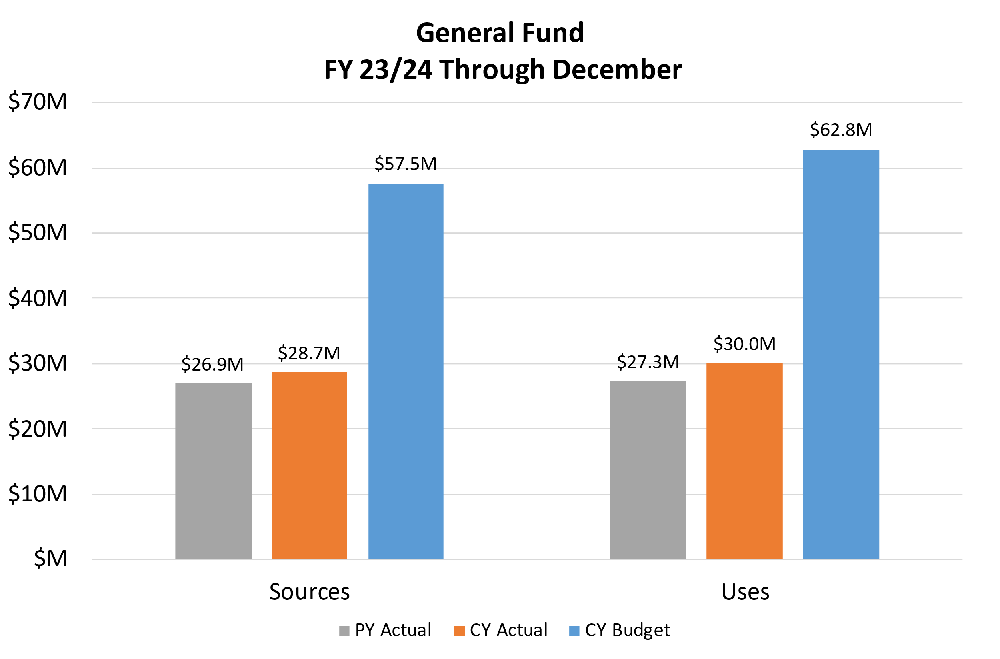 General Fund
FY 23/24 Through December
$70M
$60M
$50M
$40M
$30M
$20M
$10M
$M
$26.9M
$28.7M
$57.5M
$27.3M
$30.0M
$62.8M
Sources
Uses
PY Actual
CY Actual
CY Budget